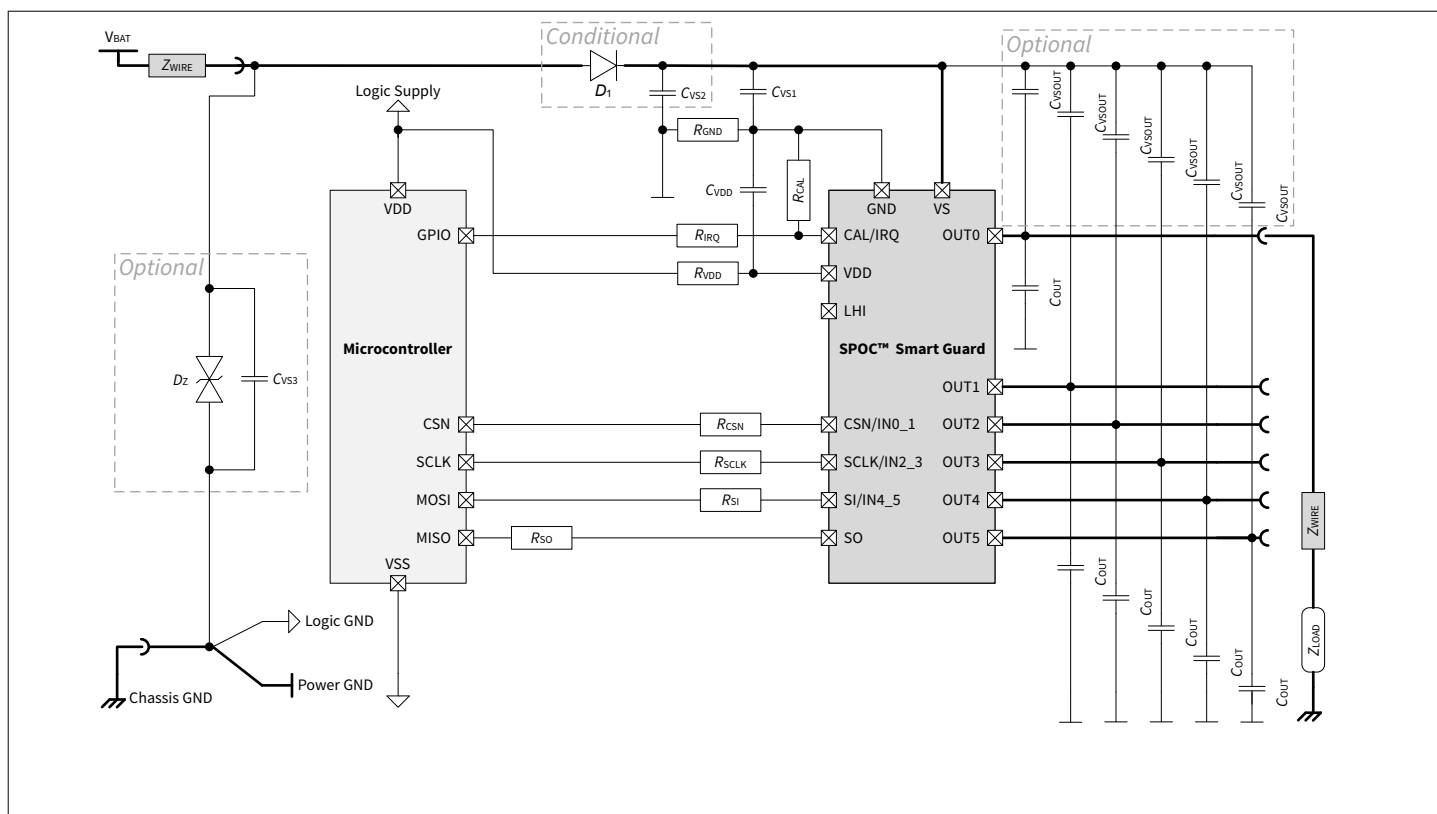 VBAT
ZWIRE
Conditional
D1
CVS2
CVS1
Optional
CVSOUT
CVSOUT
CVSOUT
CVSOUT
CVSOUT
CVSOUT
Logic Supply
RGND
CVDD
RCAL
VDD
GND
VS
GPIO
RIRQ
CAL/IRQ
OUT0
RVDD
VDD
LHI
COUT
Optional
DZ
CVS3
Microcontroller
SPOC™ Smart Guard
OUT1
CSN
RCSN
CSN/IN0_1
OUT2
SCLK
RSCLK
SCLK/IN2_3
OUT3
MOSI
RSI
SI/IN4_5
OUT4
MISO
RSO
SO
OUT5
ZWIRE
VSS
COUT
COUT
COUT
COUT
COUT
ZLOAD
Logic GND
Power GND
Chassis GND